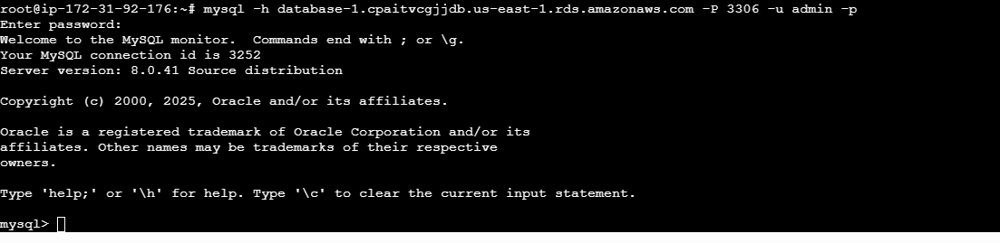 root@ip-172-31-92-176:~# mysql -h database-1.cpaitvcgjjdb.us-east-1.rds.amazonaws.com -P 3306 -u admin -p
Enter password:
Welcome to the MySQL monitor.  Commands end with ; or \g.
Your MySQL connection id is 3252
Server version: 8.0.41 Source distribution

Copyright (c) 2000, 2025, Oracle and/or its affiliates.

Oracle is a registered trademark of Oracle Corporation and/or its
affiliates. Other names may be trademarks of their respective
owners.

Type 'help;' or '\h' for help. Type '\c' to clear the current input statement.

mysql>